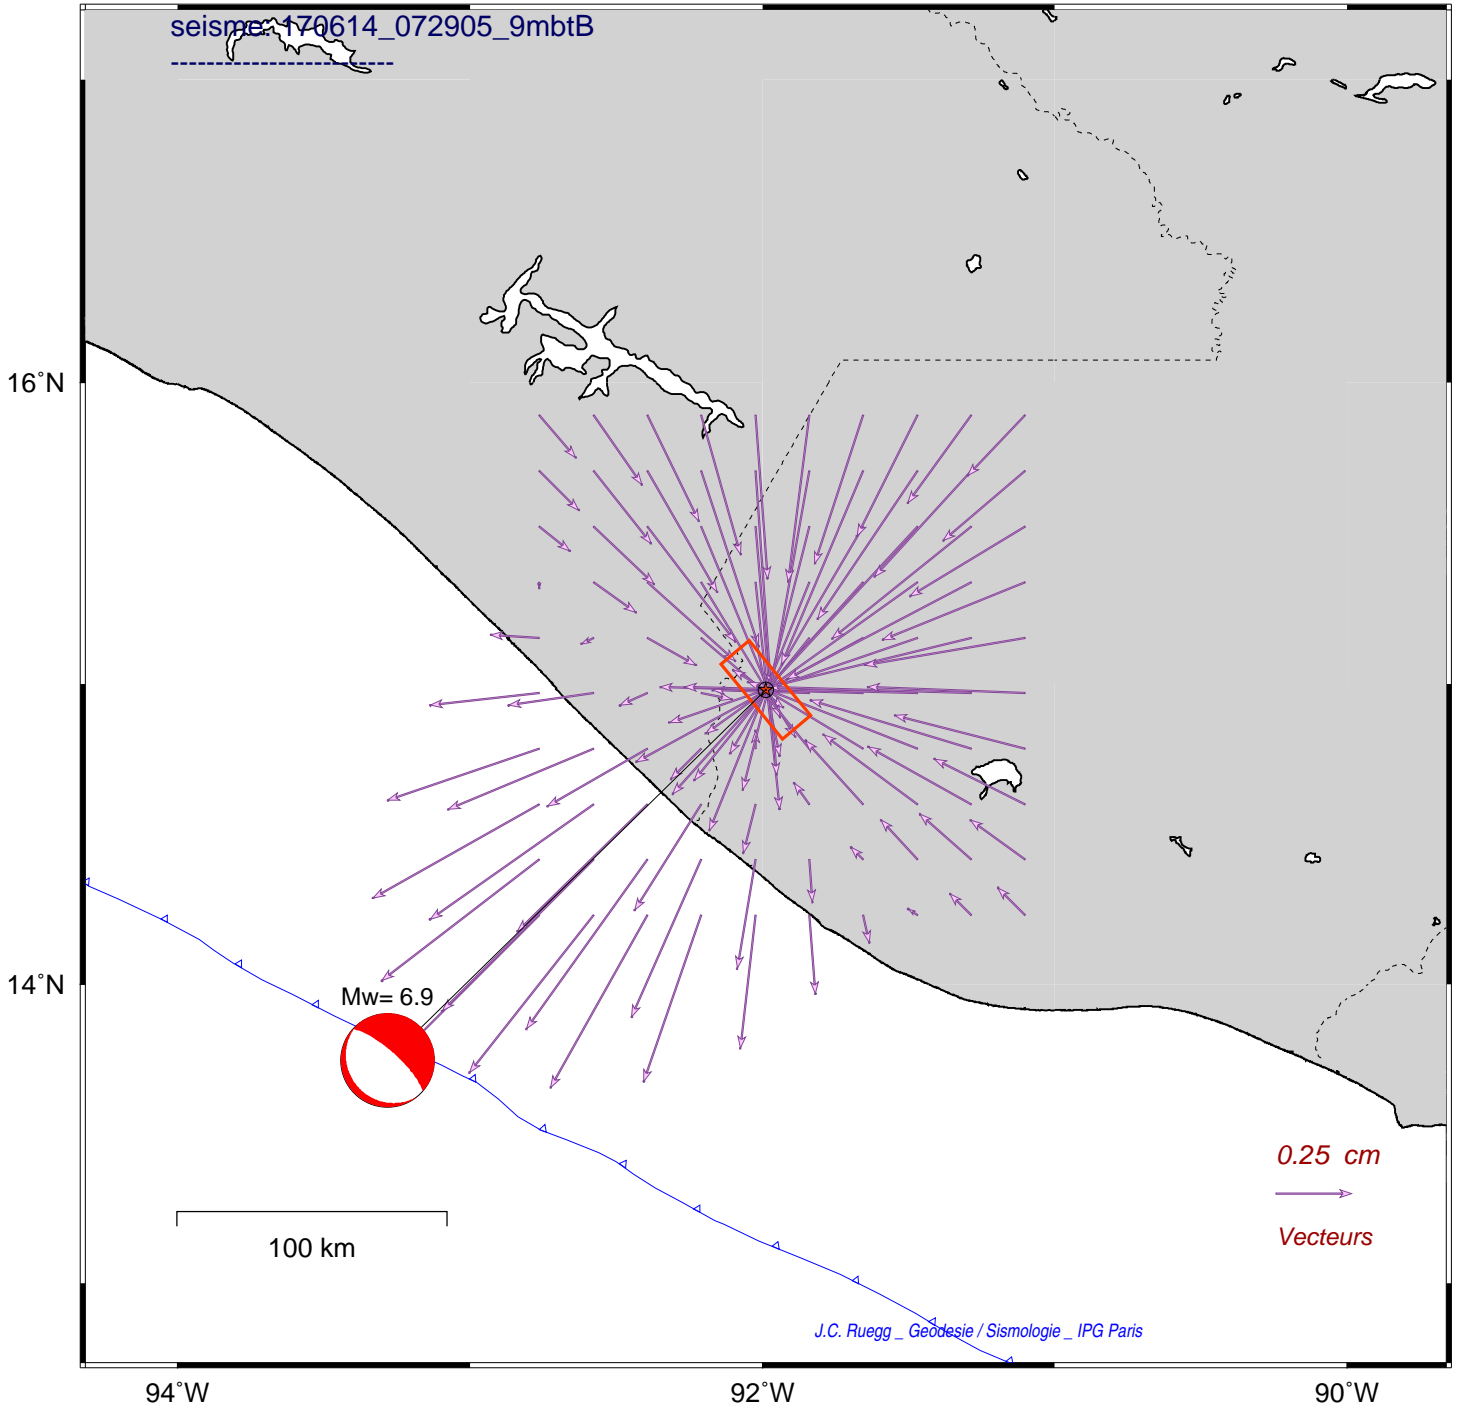 seisme: 170614_072905_9mbtB
16°N
14°N
Mw= 6.9
0.25 cm
Vecteurs
100 km
J.C. Ruegg _ Geodesie / Sismologie _ IPG Paris
94°W
92°W
90°W